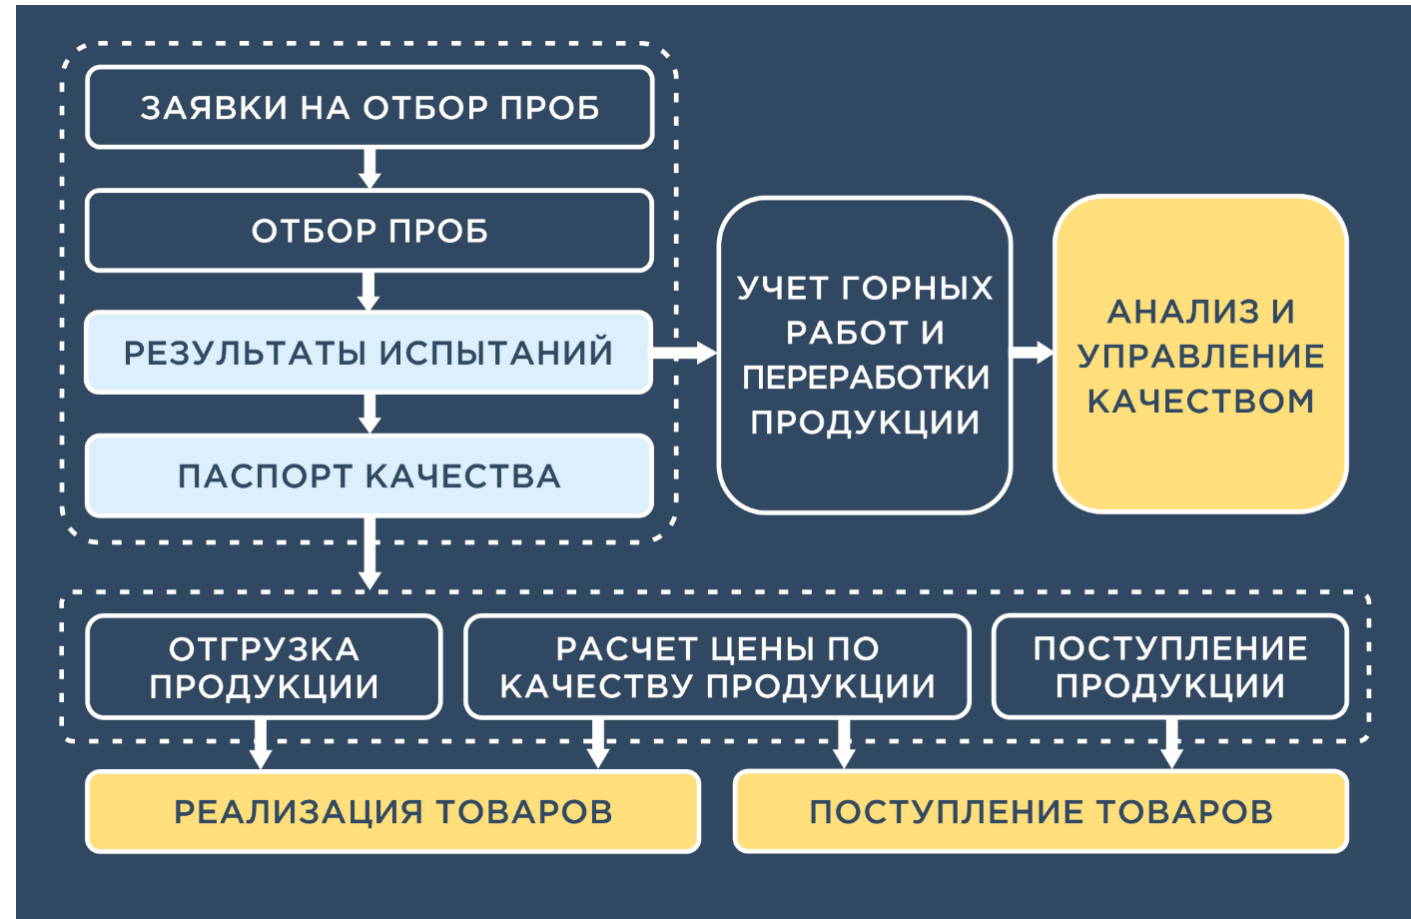 ЗАЯВКИ НА ОТБОР ПРОБ
ОТБОР ПРОБ
РЕЗУЛЬТАТЫ ИСПЫТАНИЙ
ПАСПОРТ КАЧЕСТВА
УЧЕТ ГОРНЫХ
РАБОТ И
ПЕРЕРАБОТКИ
ПРОДУКЦИИ
АНАЛИЗ И
УПРАВЛЕНИЕ
КАЧЕСТВОМ
ОТГРУЗКА
ПРОДУКЦИИ
РАСЧЕТ ЦЕНЫ ПО
КАЧЕСТВУ ПРОДУКЦИИ
ПОСТУПЛЕНИЕ
ПРОДУКЦИИ
РЕАЛИЗАЦИЯ ТОВАРОВ
ПОСТУПЛЕНИЕ ТОВАРОВ